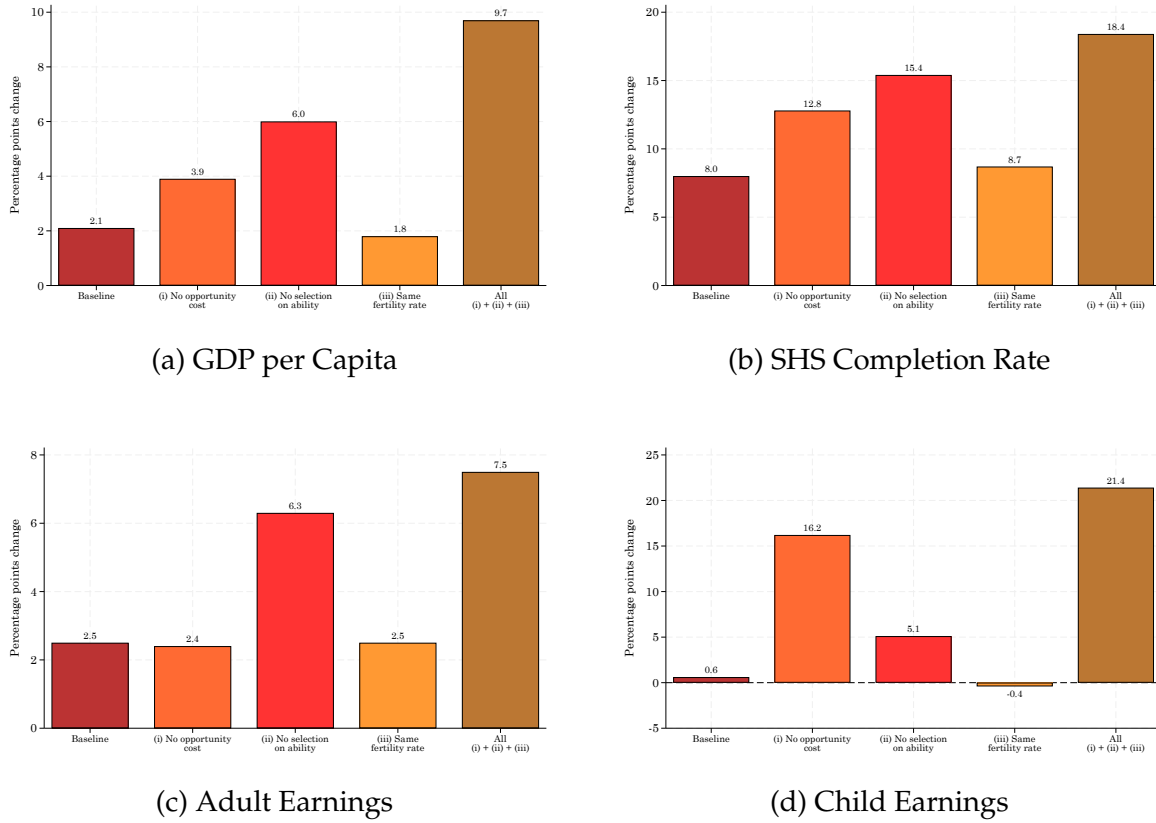 Percentage points change
10
8
6
4
2
0
2.1
3.9
6.0
1.8
9.7
Baseline
(i) No opportunity
cost
(ii) No selection
on ability
(iii) Same
fertility rate
All
(i) + (ii) + (iii)
(a) GDP per Capita
Percentage points change
20
15
10
5
0
8.0
12.8
15.4
8.7
18.4
Baseline
(i) No opportunity
cost
(ii) No selection
on ability
(iii) Same
fertility rate
All
(i) + (ii) + (iii)
(b) SHS Completion Rate
Percentage points change
8
6
4
2
0
2.5
2.4
6.3
2.5
7.5
Baseline
(i) No opportunity
cost
(ii) No selection
on ability
(iii) Same
fertility rate
All
(i) + (ii) + (iii)
(c) Adult Earnings
Percentage points change
25
20
15
10
5
0
-5
0.6
16.2
5.1
-0.4
21.4
Baseline
(i) No opportunity
cost
(ii) No selection
on ability
(iii) Same
fertility rate
All
(i) + (ii) + (iii)
(d) Child Earnings